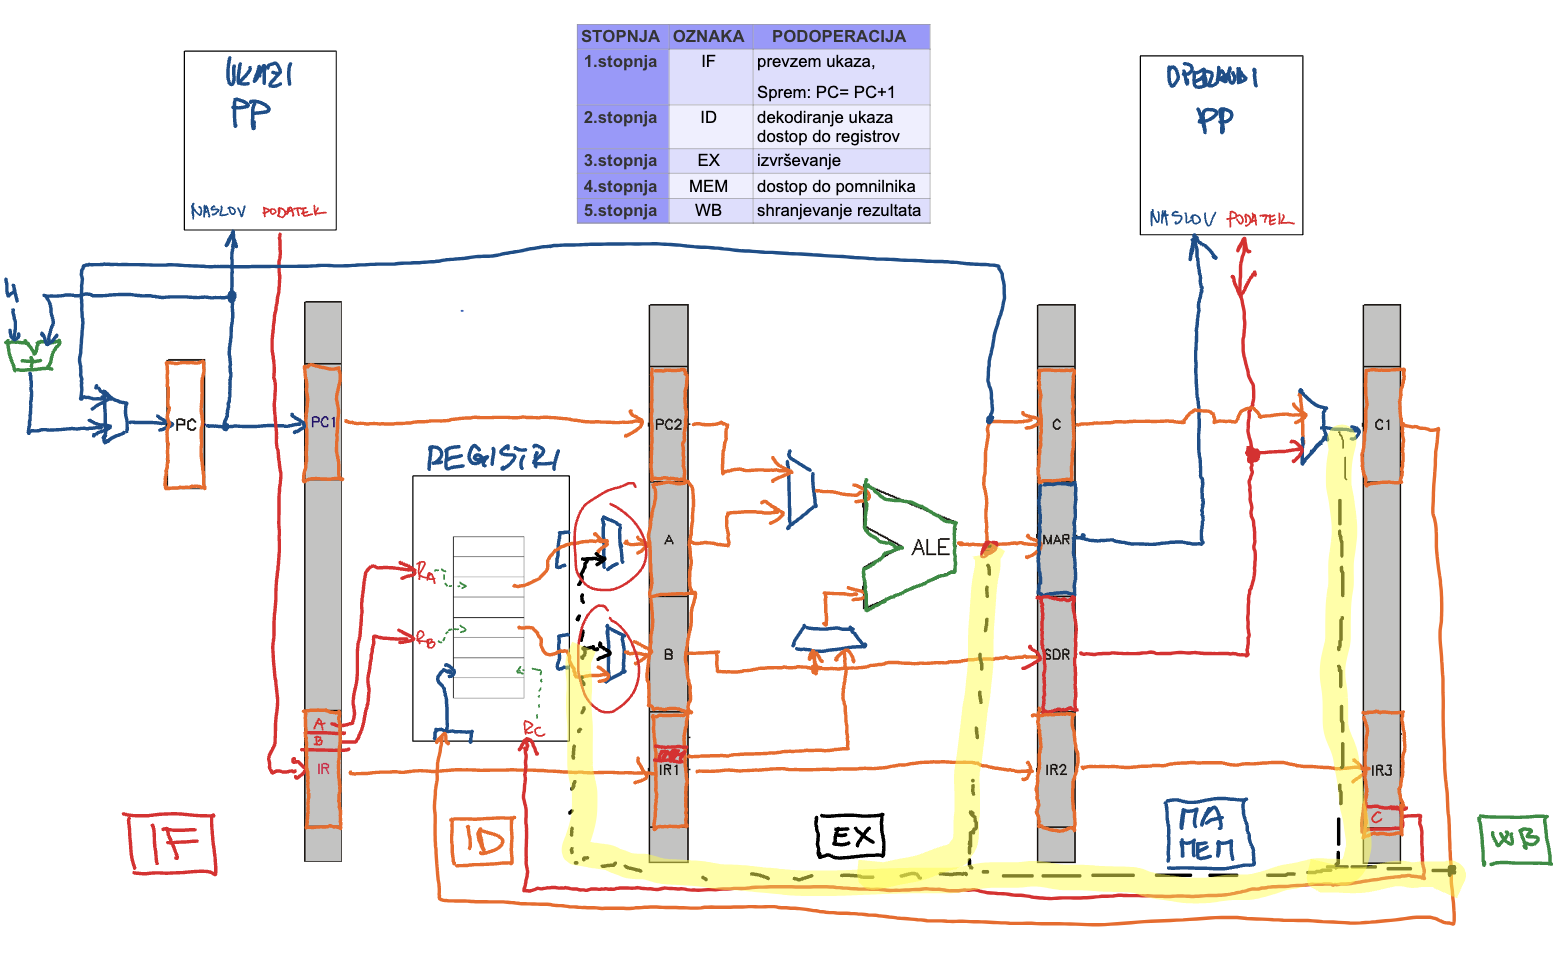 STOPNJA OZNAKA PODOPERACIJA
1.stopnja IF prevzem ukaza,
Sprem: PC= PC+1
2.stopnja ID dekodiranje ukaza
dostop do registrov
3.stopnja EX izvrševanje
4.stopnja MEM dostop do pomnilnika
5.stopnja WB shranjevanje rezultata
UKAZI
PP
NASLOV PODATEK
OPERANDI
PP
NASLOV PODATEK
4
+
PC
PC1
PC2
C
C1
REGISTRI
A
ALE
MAR
RA
RB
B
SDR
RC
A
B
IR
IR1
IR2
IR3
C
IF
ID
EX
MA
MEM
WB